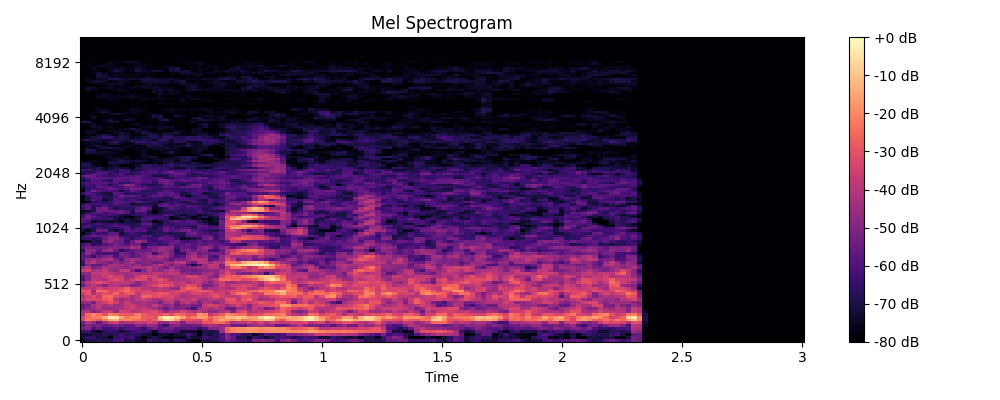 Mel Spectrogram
Hz
8192
4096
2048
1024
512
0
0
0.5
1
1.5
2
2.5
3
Time
+0 dB
-10 dB
-20 dB
-30 dB
-40 dB
-50 dB
-60 dB
-70 dB
-80 dB